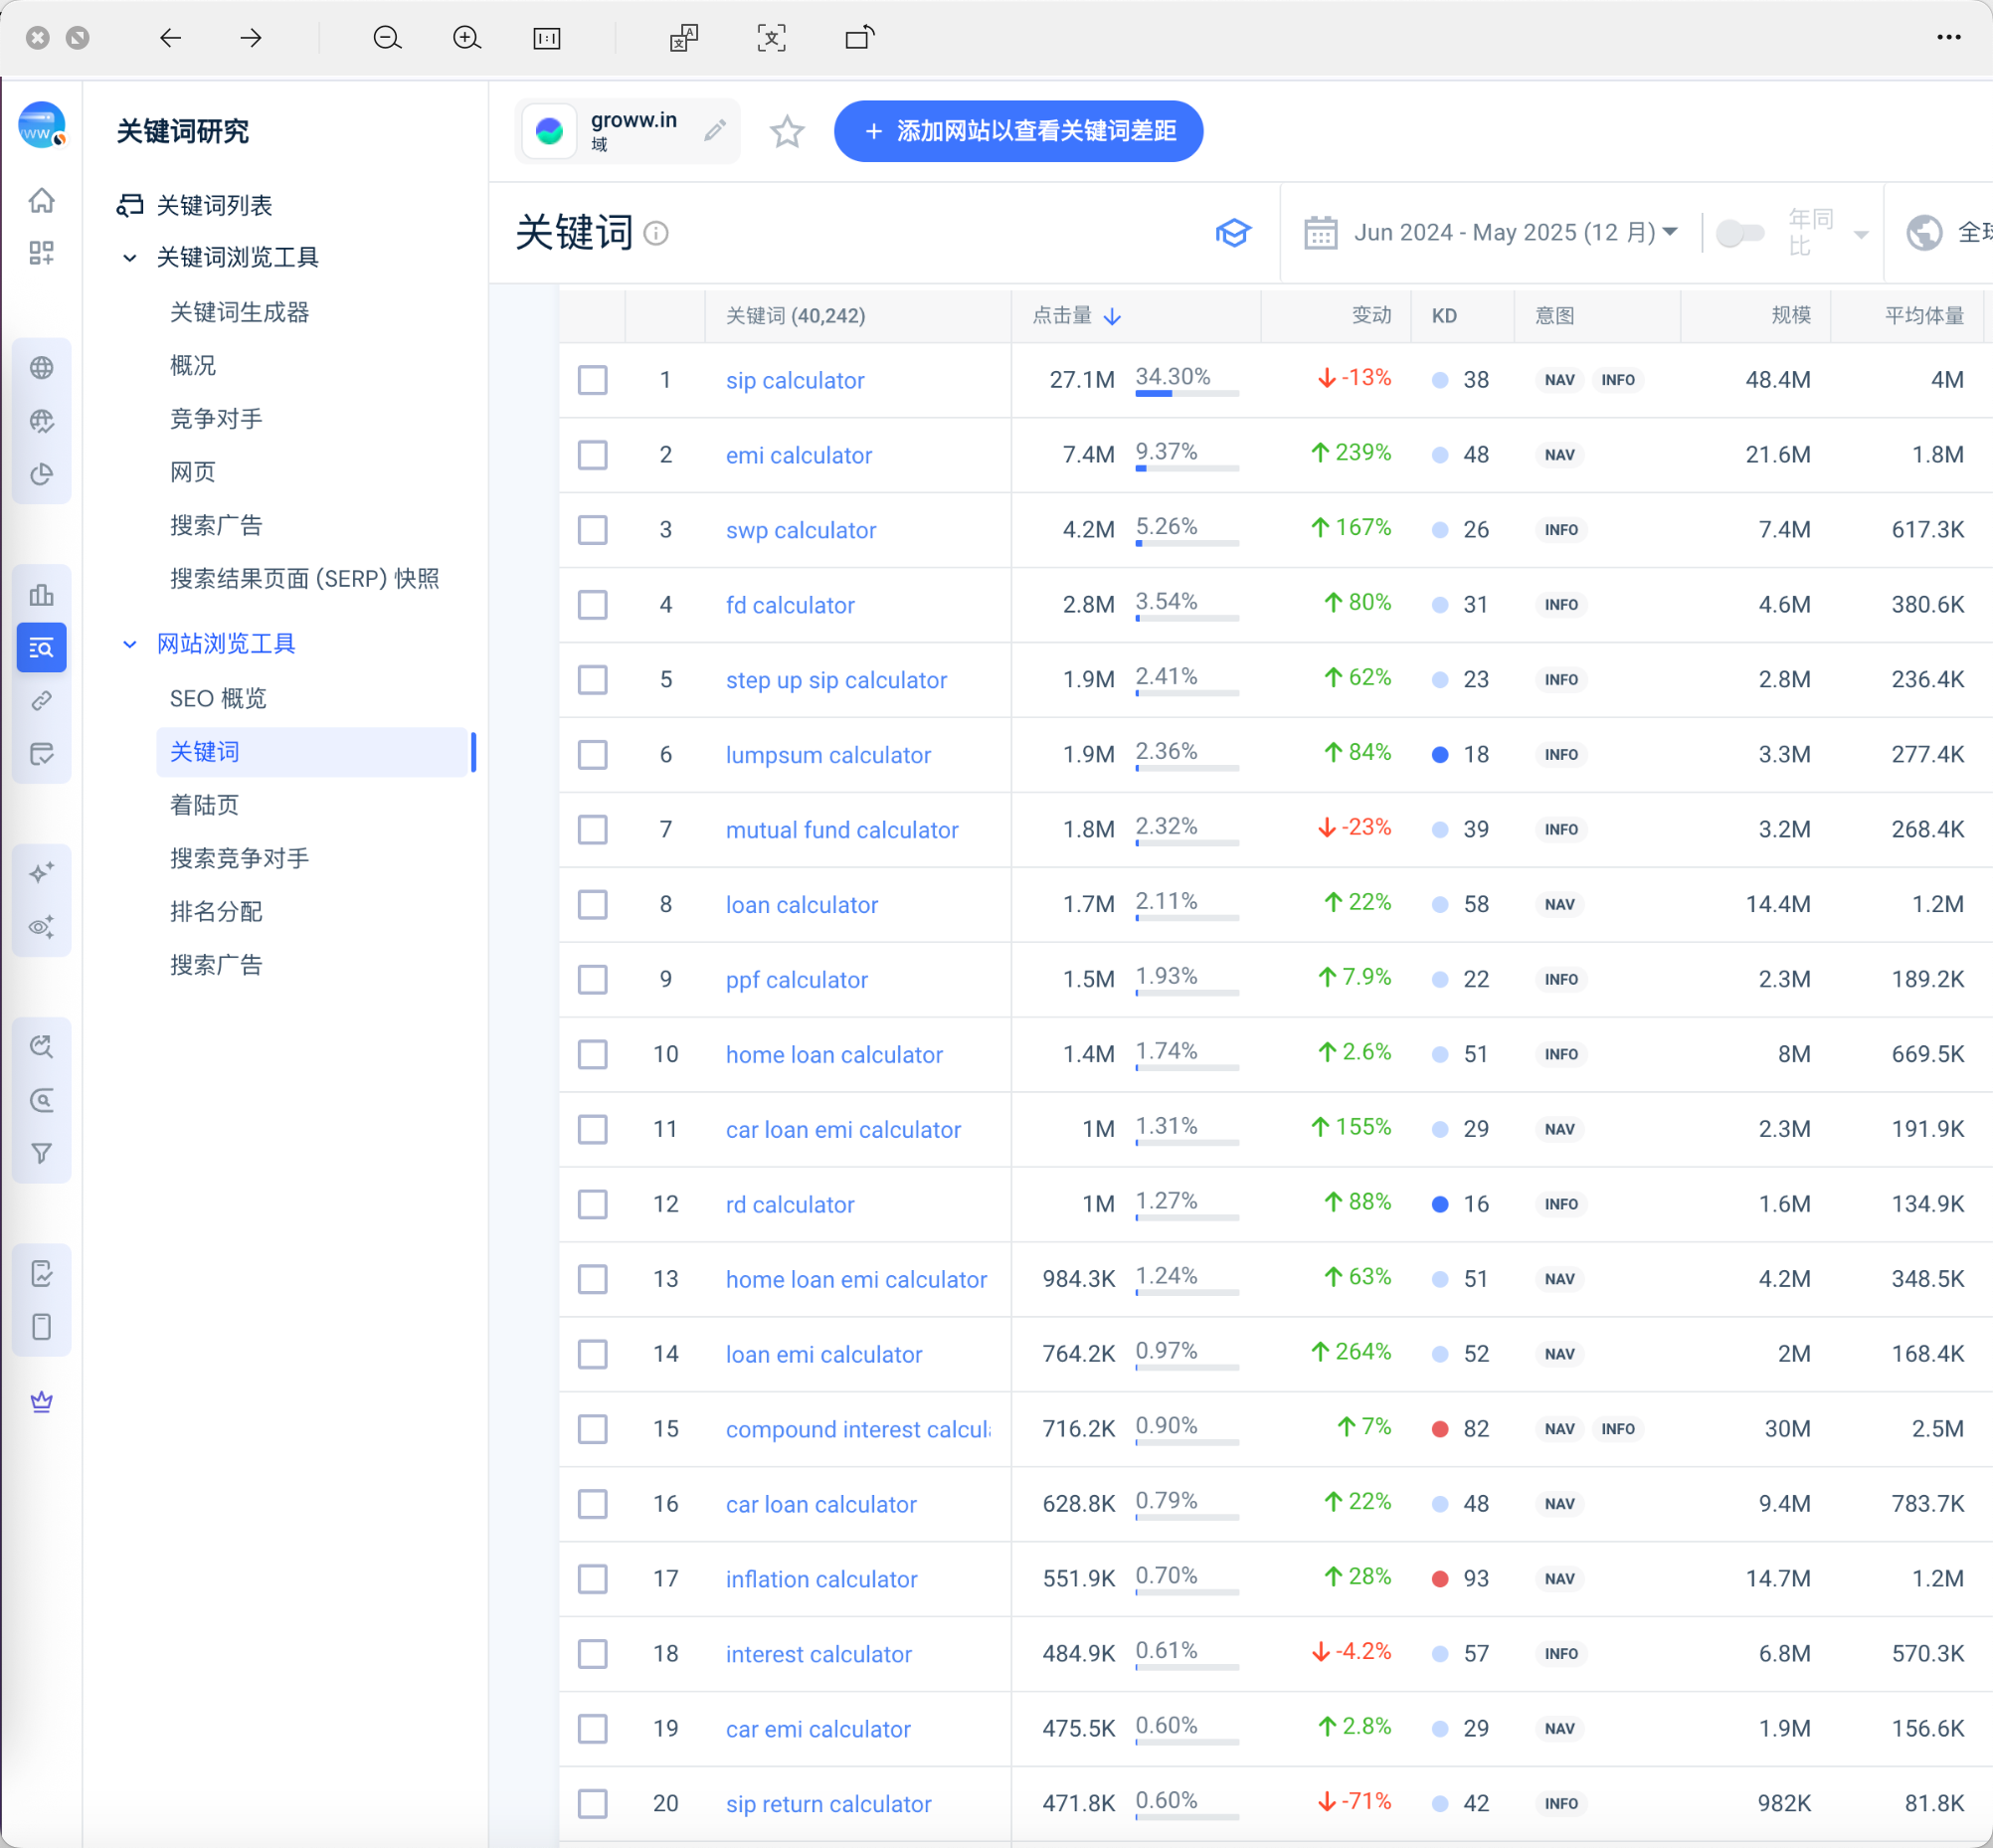 groww.in
域
+ 添加网站以查看关键词差距
关键词研究
关键词列表
关键词浏览工具
关键词生成器
概况
竞争对手
网页
搜索广告
搜索结果页面 (SERP) 快照
网站浏览工具
SEO 概览
关键词
着陆页
搜索竞争对手
排名分配
搜索广告
关键词
Jun 2024 - May 2025 (12 月)
年同比
全球
关键词 (40,242) 点击量 变动 KD 意图 规模 平均体量
1 sip calculator 27.1M 34.30% -13% 38 NAV INFO 48.4M 4M
2 emi calculator 7.4M 9.37% 239% 48 NAV 21.6M 1.8M
3 swp calculator 4.2M 5.26% 167% 26 INFO 7.4M 617.3K
4 fd calculator 2.8M 3.54% 80% 31 INFO 4.6M 380.6K
5 step up sip calculator 1.9M 2.41% 62% 23 INFO 2.8M 236.4K
6 lumpsum calculator 1.9M 2.36% 84% 18 INFO 3.3M 277.4K
7 mutual fund calculator 1.8M 2.32% -23% 39 INFO 3.2M 268.4K
8 loan calculator 1.7M 2.11% 22% 58 NAV 14.4M 1.2M
9 ppf calculator 1.5M 1.93% 7.9% 22 INFO 2.3M 189.2K
10 home loan calculator 1.4M 1.74% 2.6% 51 INFO 8M 669.5K
11 car loan emi calculator 1M 1.31% 155% 29 NAV 2.3M 191.9K
12 rd calculator 1M 1.27% 88% 16 INFO 1.6M 134.9K
13 home loan emi calculator 984.3K 1.24% 63% 51 NAV 4.2M 348.5K
14 loan emi calculator 764.2K 0.97% 264% 52 NAV 2M 168.4K
15 compound interest calcul 716.2K 0.90% 7% 82 NAV INFO 30M 2.5M
16 car loan calculator 628.8K 0.79% 22% 48 NAV 9.4M 783.7K
17 inflation calculator 551.9K 0.70% 28% 93 NAV 14.7M 1.2M
18 interest calculator 484.9K 0.61% -4.2% 57 INFO 6.8M 570.3K
19 car emi calculator 475.5K 0.60% 2.8% 29 NAV 1.9M 156.6K
20 sip return calculator 471.8K 0.60% -71% 42 INFO 982K 81.8K